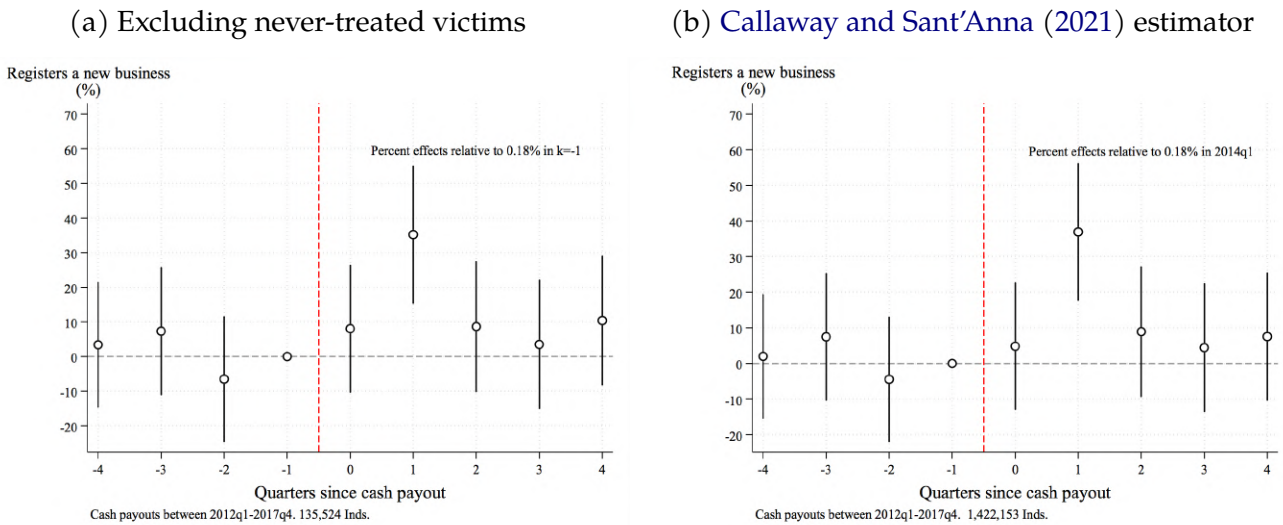 (a) Excluding never-treated victims
Registers a new business
(%)
70
60
50
40
30
20
10
0
-10
-20
Percent effects relative to 0.18% in k=-1
-4 -3 -2 -1 0 1 2 3 4
Quarters since cash payout
Cash payouts between 2012q1-2017q4. 135,524 Inds.
(b) Callaway and Sant'Anna (2021) estimator
Registers a new business
(%)
70
60
50
40
30
20
10
0
-10
-20
Percent effects relative to 0.18% in 2014q1
-4 -3 -2 -1 0 1 2 3 4
Quarters since cash payout
Cash payouts between 2012q1-2017q4. 1,422,153 Inds.